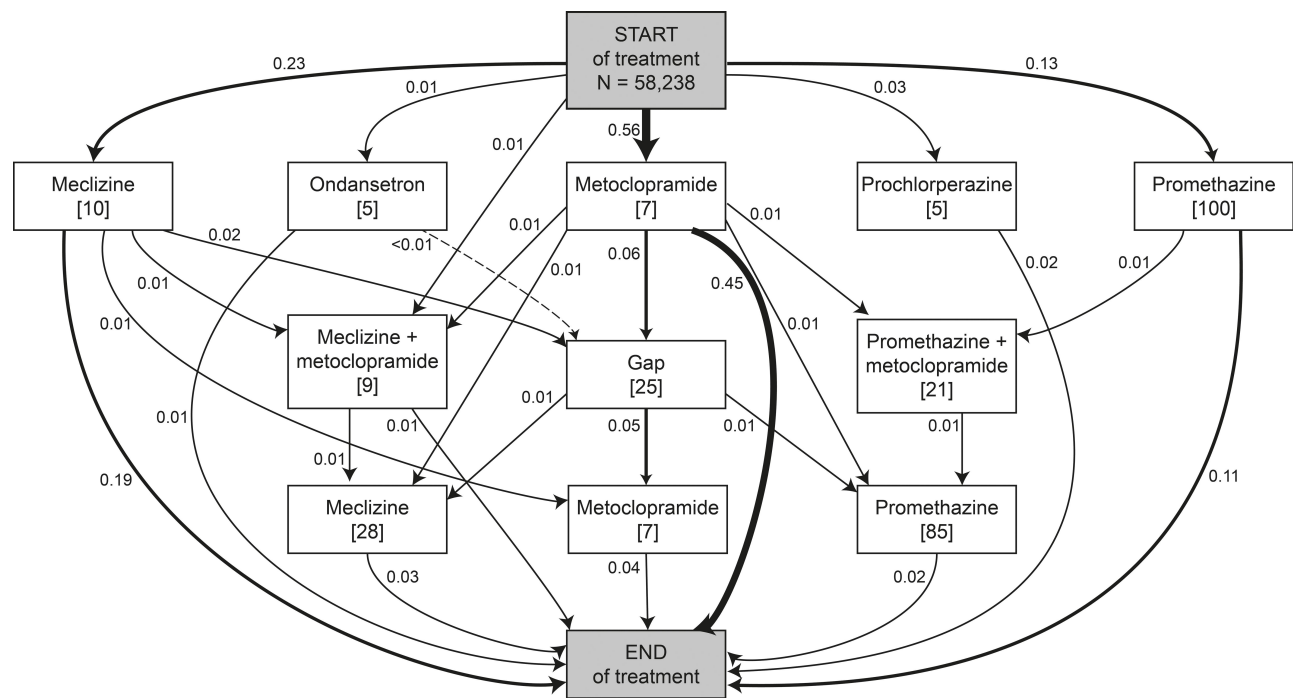 START
of treatment
N = 58,238
0.23
0.01
0.01
0.56
0.03
0.13
Meclizine
[10]
Ondansetron
[5]
Metoclopramide
[7]
Prochlorperazine
[5]
Promethazine
[100]
0.02
<0.01
0.01
0.01
0.06
0.45
0.01
0.01
0.02
0.01
0.01
0.01
Meclizine +
metoclopramide
[9]
Gap
[25]
Promethazine +
metoclopramide
[21]
0.01
0.01
0.01
0.01
0.05
0.01
0.01
0.19
0.11
Meclizine
[28]
Metoclopramide
[7]
Promethazine
[85]
0.03
0.04
0.02
END
of treatment